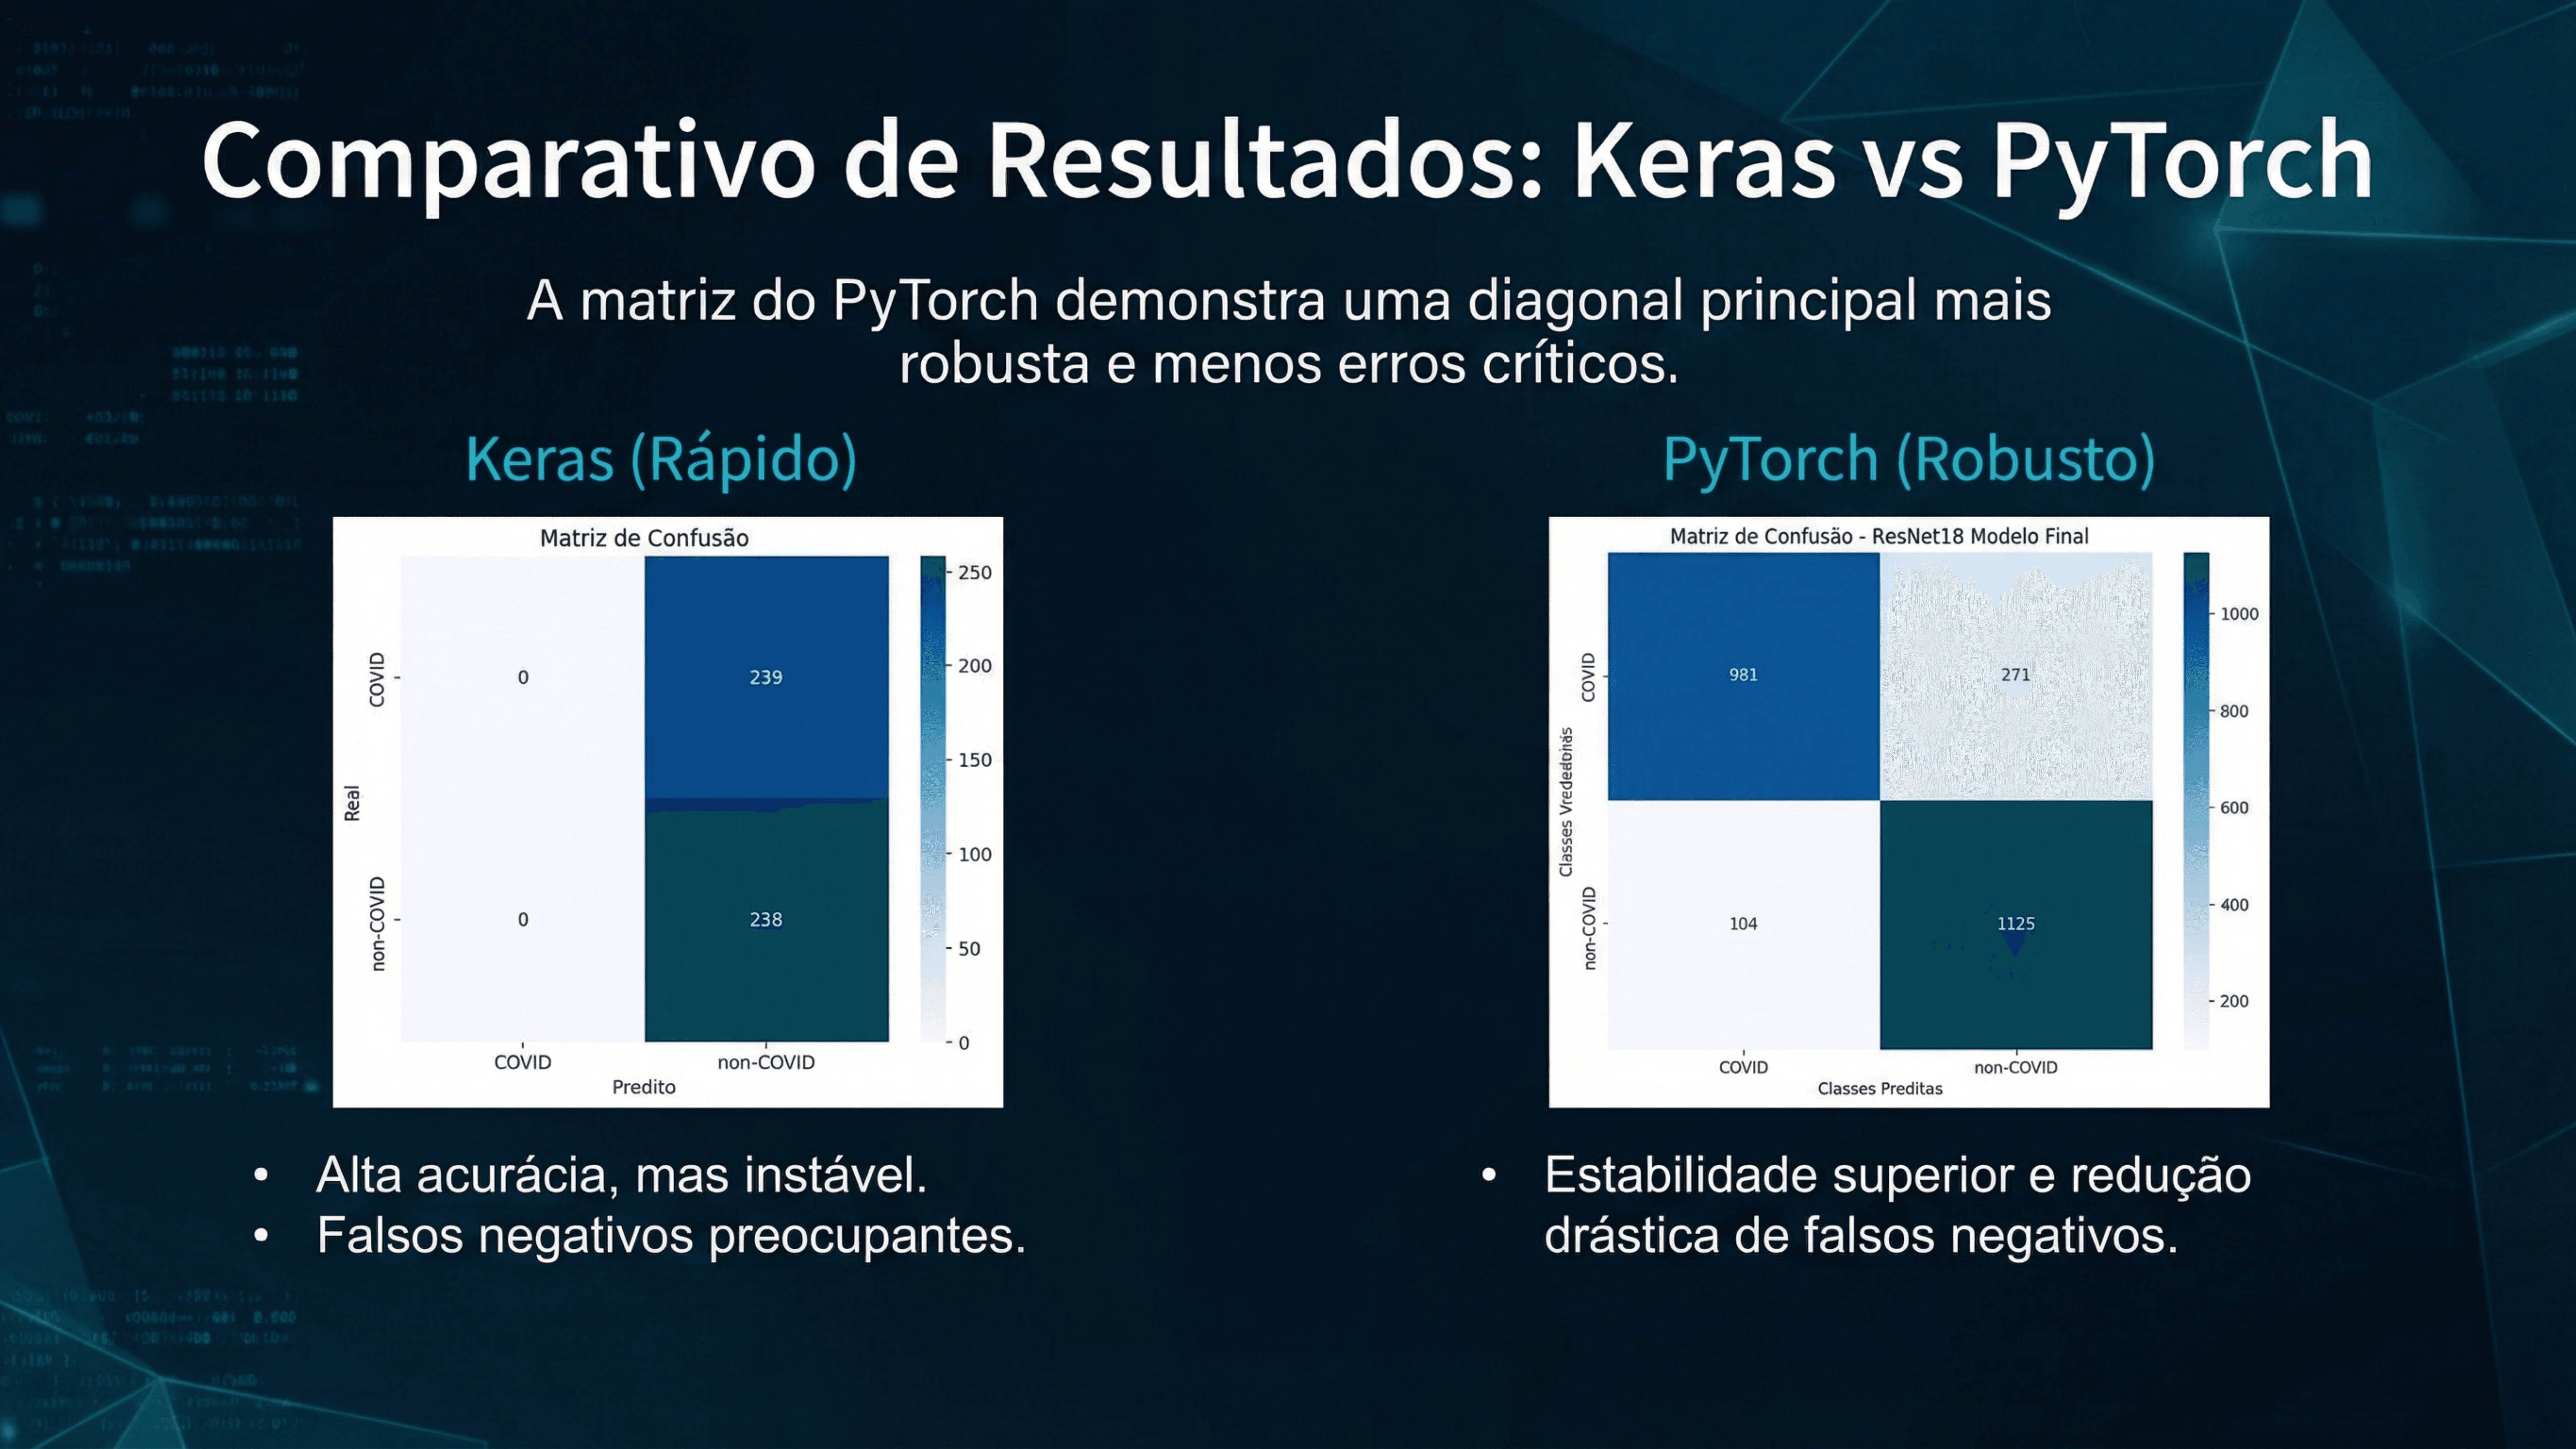 Comparativo de Resultados: Keras vs PyTorch
A matriz do PyTorch demonstra uma diagonal principal mais
robusta e menos erros críticos.
Keras (Rápido)
Matriz de Confusão
COVID
non-COVID
Real
0
239
0
238
250
200
150
100
50
0
COVID
non-COVID
Predito
• Alta acurácia, mas instável.
• Falsos negativos preocupantes.
PyTorch (Robusto)
Matriz de Confusão - ResNet18 Modelo Final
COVID
non-COVID
Classes
981
271
104
1125
1000
800
600
400
200
COVID
non-COVID
Classes Preditas
• Estabilidade superior e redução
drástica de falsos negativos.